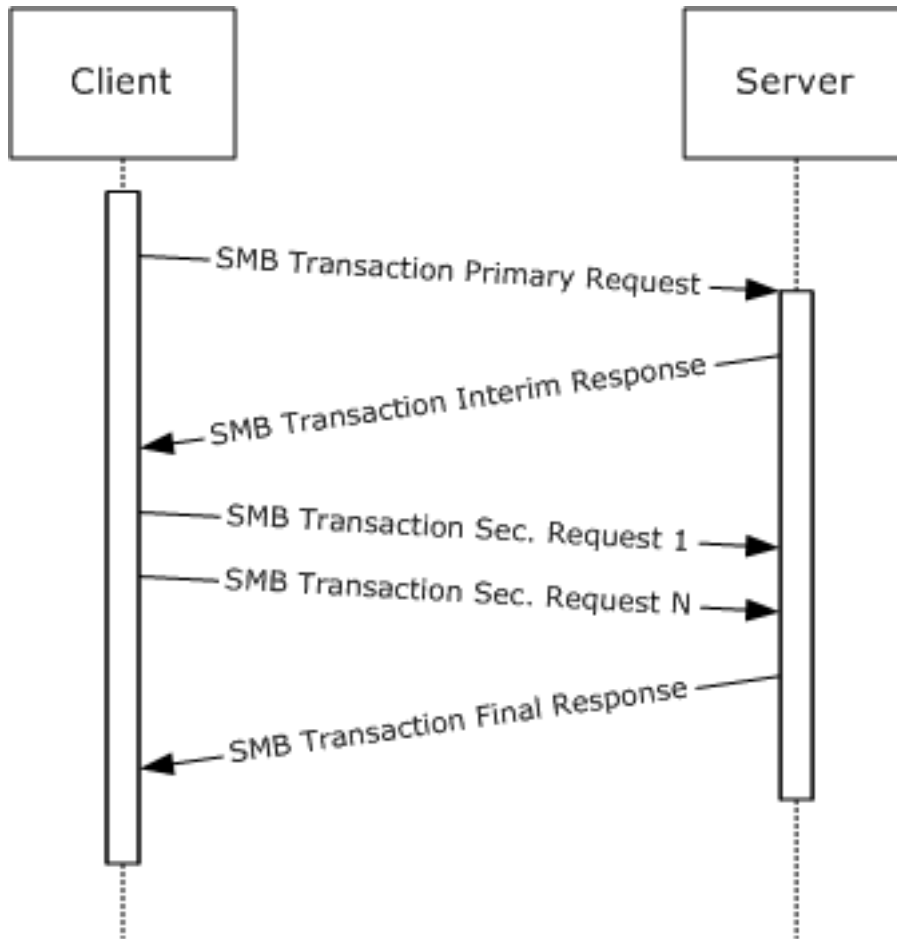 Client
Server
SMB Transaction Primary Request
SMB Transaction Interim Response
SMB Transaction Sec. Request 1
SMB Transaction Sec. Request N
SMB Transaction Final Response